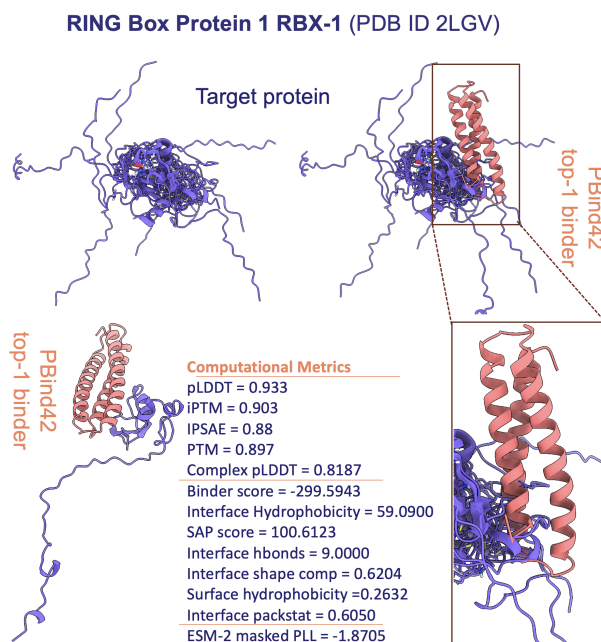 RING Box Protein 1 RBX-1 (PDB ID 2LGV)
Target protein
PBind42
top-1 binder
PBind42
top-1 binder
Computational Metrics
pLDDT = 0.933
iPTM = 0.903
IPSAE = 0.88
PTM = 0.897
Complex pLDDT = 0.8187
Binder score = -299.5943
Interface Hydrophobicity = 59.0900
SAP score = 100.6123
Interface hbonds = 9.0000
Interface shape comp = 0.6204
Surface hydrophobicity =0.2632
Interface packstat = 0.6050
ESM-2 masked PLL = -1.8705